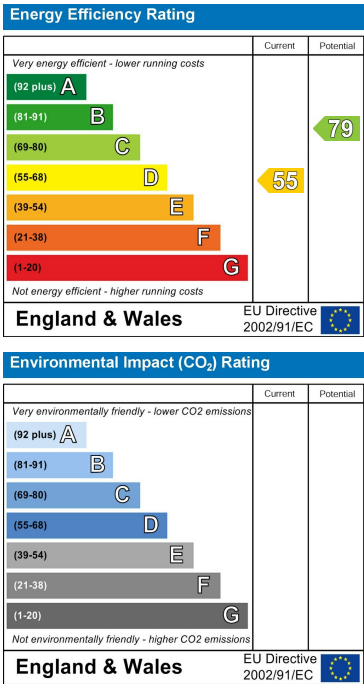 Energy Efficiency Rating
Current Potential
Very energy efficient - lower running costs
(92 plus) A
(81-91) B
(69-80) C
(55-68) D
(39-54) E
(21-38) F
(1-20) G
55
79
Not energy efficient - higher running costs
England & Wales
EU Directive
2002/91/EC
Environmental Impact (CO₂) Rating
Current Potential
Very environmentally friendly - lower CO2 emissions
(92 plus) A
(81-91) B
(69-80) C
(55-68) D
(39-54) E
(21-38) F
(1-20) G
Not environmentally friendly - higher CO2 emissions
England & Wales
EU Directive
2002/91/EC